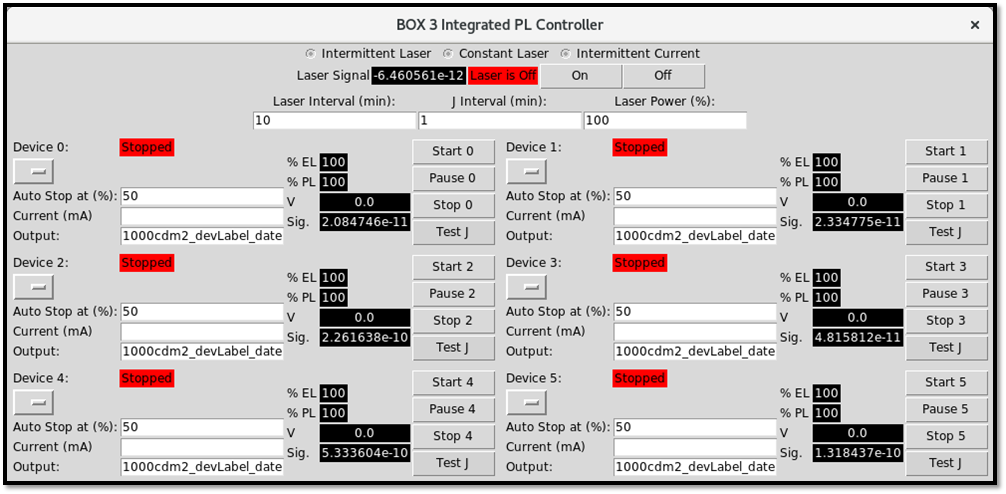 BOX 3 Integrated PL Controller ×
Intermittent Laser Constant Laser Intermittent Current
Laser Signal -6.460561e-12 Laser is Off On Off
Laser Interval (min): J Interval (min): Laser Power (%):
10 1 100
Device 0: Stopped
% EL 100
% PL 100
Auto Stop at (%): 50
V 0.0
Current (mA)
Sig. 2.084746e-11
Output: 1000cdm2_devLabel_date
Start 0
Pause 0
Stop 0
Test J
Device 1: Stopped
% EL 100
% PL 100
Auto Stop at (%): 50
V 0.0
Current (mA)
Sig. 2.334775e-11
Output: 1000cdm2_devLabel_date
Start 1
Pause 1
Stop 1
Test J
Device 2: Stopped
% EL 100
% PL 100
Auto Stop at (%): 50
V 0.0
Current (mA)
Sig. 2.261638e-10
Output: 1000cdm2_devLabel_date
Start 2
Pause 2
Stop 2
Test J
Device 3: Stopped
% EL 100
% PL 100
Auto Stop at (%): 50
V 0.0
Current (mA)
Sig. 4.815812e-11
Output: 1000cdm2_devLabel_date
Start 3
Pause 3
Stop 3
Test J
Device 4: Stopped
% EL 100
% PL 100
Auto Stop at (%): 50
V 0.0
Current (mA)
Sig. 5.333604e-10
Output: 1000cdm2_devLabel_date
Start 4
Pause 4
Stop 4
Test J
Device 5: Stopped
% EL 100
% PL 100
Auto Stop at (%): 50
V 0.0
Current (mA)
Sig. 1.318437e-10
Output: 1000cdm2_devLabel_date
Start 5
Pause 5
Stop 5
Test J